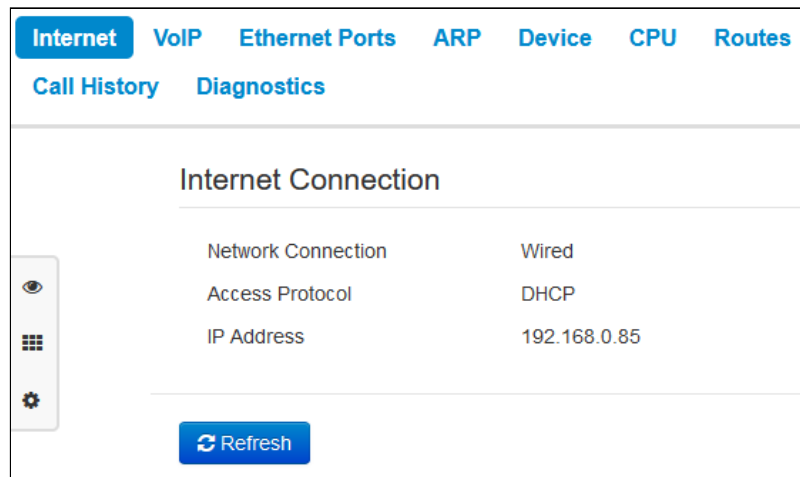 Internet VoIP Ethernet Ports ARP Device CPU Routes
Call History Diagnostics
Internet Connection
Network Connection Wired
Access Protocol DHCP
IP Address 192.168.0.85
Refresh